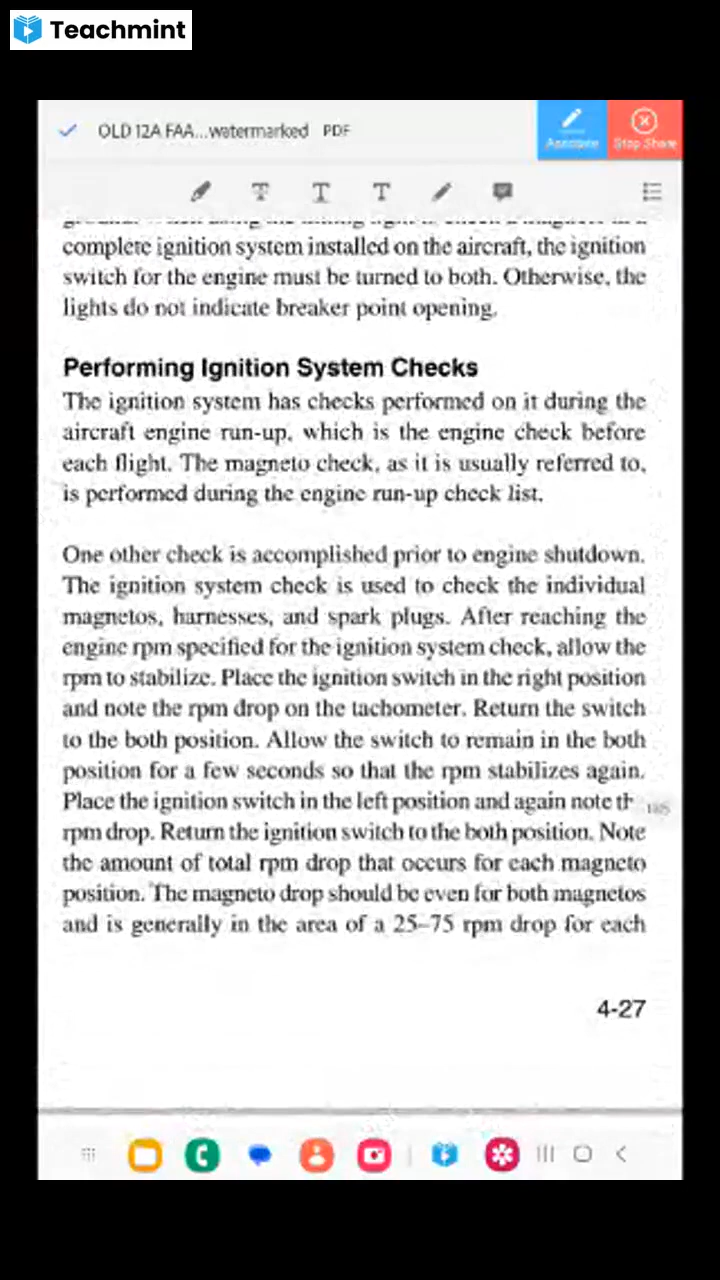 Teachmint
OLD 12A FAA...watermarked PDF
Annotate
Stop Share
complete ignition system installed on the aircraft, the ignition
switch for the engine must be turned to both. Otherwise, the
lights do not indicate breaker point opening.
Performing Ignition System Checks
The ignition system has checks performed on it during the
aircraft engine run-up, which is the engine check before
each flight. The magneto check, as it is usually referred to,
is performed during the engine run-up check list.
One other check is accomplished prior to engine shutdown.
The ignition system check is used to check the individual
magnetos, harnesses, and spark plugs. After reaching the
engine rpm specified for the ignition system check, allow the
rpm to stabilize. Place the ignition switch in the right position
and note the rpm drop on the tachometer. Return the switch
to the both position. Allow the switch to remain in the both
position for a few seconds so that the rpm stabilizes again.
Place the ignition switch in the left position and again note th
rpm drop. Return the ignition switch to the both position. Note
the amount of total rpm drop that occurs for each magneto
position. The magneto drop should be even for both magnetos
and is generally in the area of a 25–75 rpm drop for each
4-27